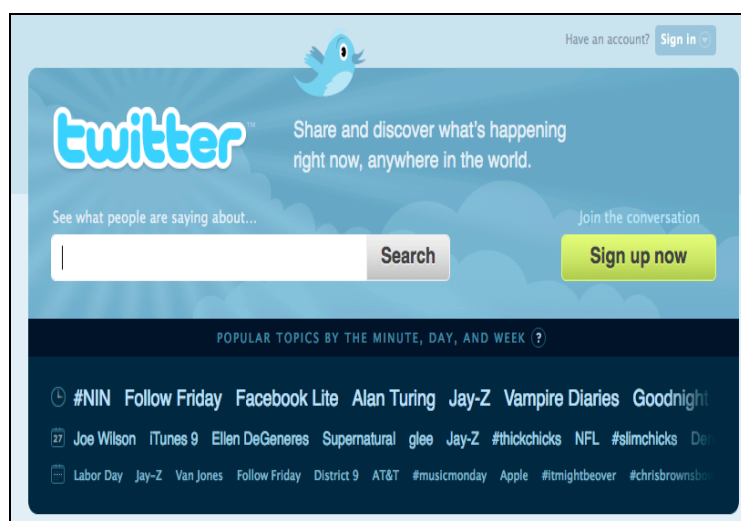 Have an account? Sign in
twitter™
Share and discover what's happening
right now, anywhere in the world.
See what people are saying about...
Join the conversation
Search
Sign up now
POPULAR TOPICS BY THE MINUTE, DAY, AND WEEK ?
#NIN Follow Friday Facebook Lite Alan Turing Jay-Z Vampire Diaries Goodnight
27 Joe Wilson iTunes 9 Ellen DeGeneres Supernatural glee Jay-Z #thickchicks NFL #slimchicks
Labor Day Jay-Z Van Jones Follow Friday District 9 AT&T #musicmonday Apple #itmightbeover